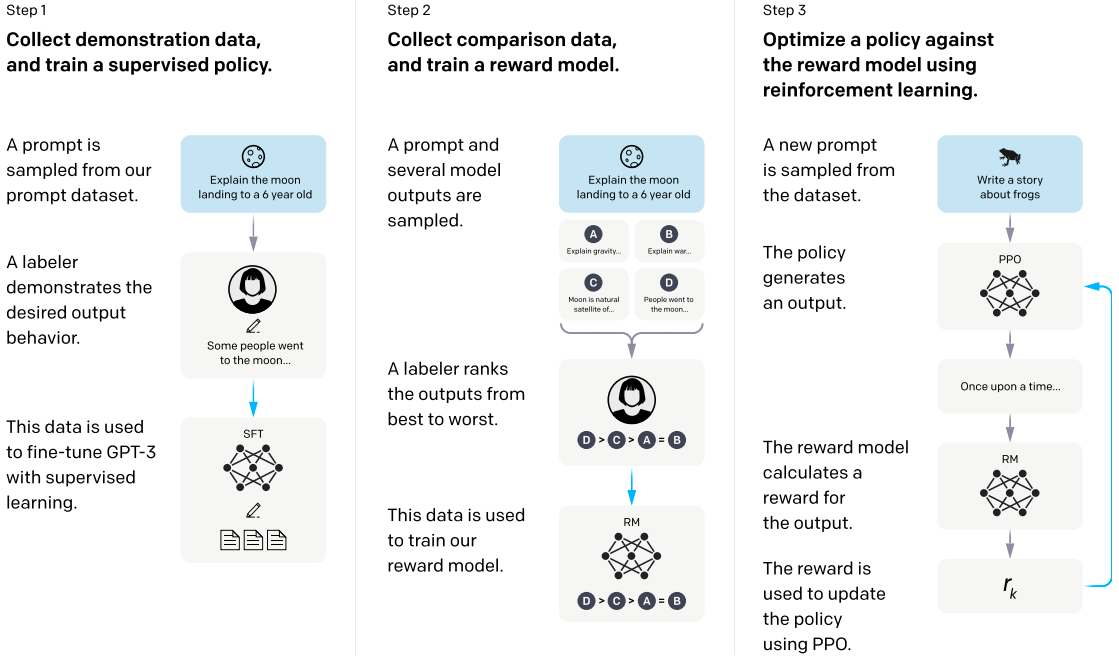 Step 1
Collect demonstration data,
and train a supervised policy.
A prompt is
sampled from our
prompt dataset.
Explain the moon
landing to a 6 year old
A labeler
demonstrates the
desired output
behavior.
Some people went
to the moon...
This data is used
to fine-tune GPT-3
with supervised
learning.
SFT
Step 2
Collect comparison data,
and train a reward model.
A prompt and
several model
outputs are
sampled.
Explain the moon
landing to a 6 year old
A
Explain gravity...
B
Explain war...
C
Moon is natural
satellite of...
D
People went to
the moon...
A labeler ranks
the outputs from
best to worst.
D > C > A = B
This data is used
to train our
reward model.
RM
D > C > A = B
Step 3
Optimize a policy against
the reward model using
reinforcement learning.
A new prompt
is sampled from
the dataset.
Write a story
about frogs
The policy
generates
an output.
PPO
Once upon a time...
The reward model
calculates a
reward for
the output.
RM
The reward is
used to update
the policy
using PPO.
r_k